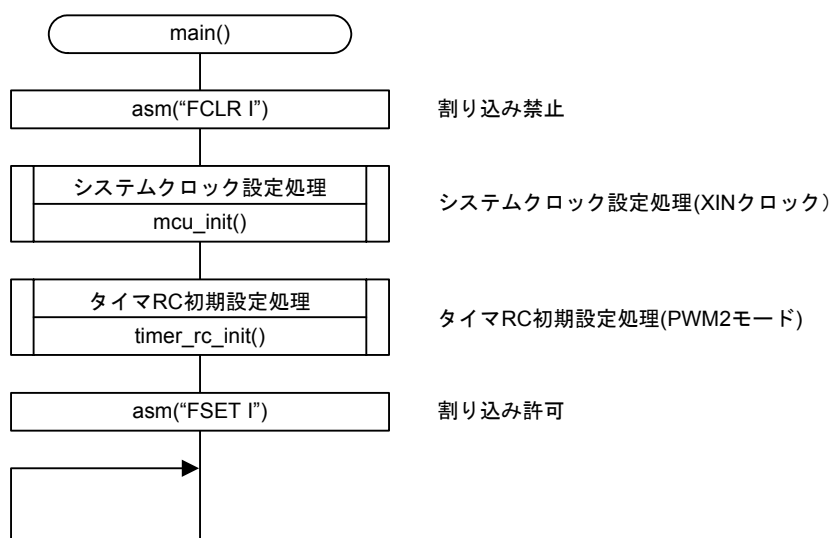 main()
asm(“FCLR I”) 割り込み禁止
システムクロック設定処理
mcu_init()
システムクロック設定処理(XINクロック）
タイマRC初期設定処理
timer_rc_init()
タイマRC初期設定処理(PWM2モード)
asm(“FSET I”) 割り込み許可